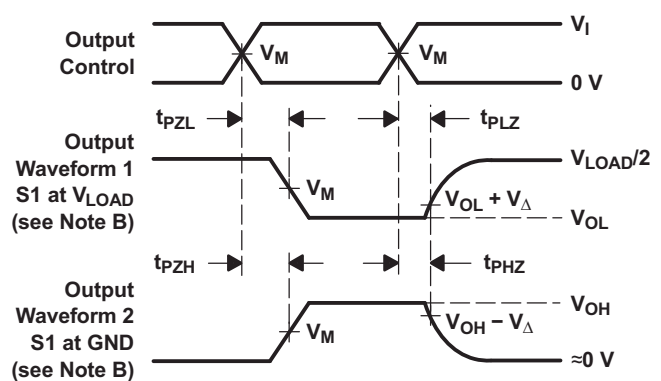 Output
Control
V_M
V_M
V_I
0 V
t_PZL
t_PLZ
Output
Waveform 1
S1 at V_LOAD
(see Note B)
V_M
V_OL + V_Δ
V_LOAD/2
V_OL
t_PZH
t_PHZ
Output
Waveform 2
S1 at GND
(see Note B)
V_M
V_OH − V_Δ
V_OH
≈0 V